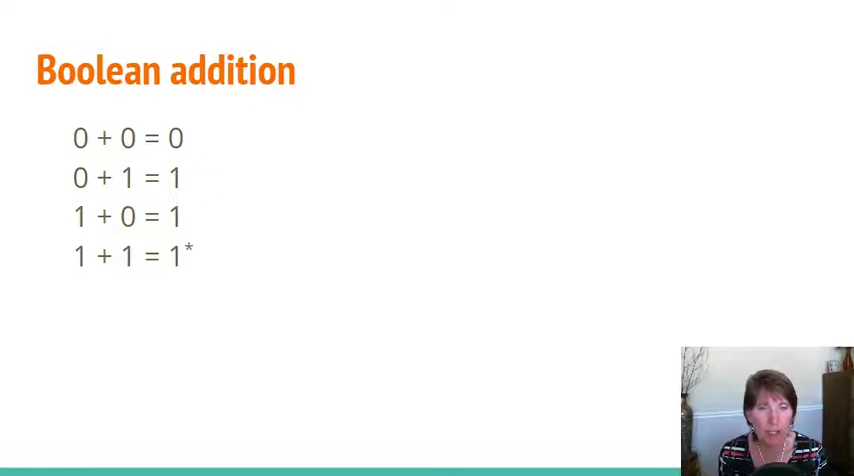 Boolean addition
0 + 0 = 0
0 + 1 = 1
1 + 0 = 1
1 + 1 = 1*